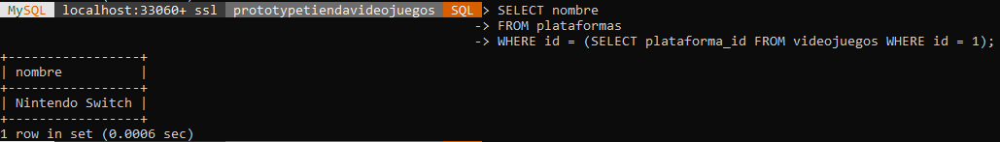 MySQL localhost:33060+ ssl prototypetiendavideojuegos SQL > SELECT nombre
-> FROM plataformas
-> WHERE id = (SELECT plataforma_id FROM videojuegos WHERE id = 1);
+-----------------+
| nombre          |
+-----------------+
| Nintendo Switch |
+-----------------+
1 row in set (0.0006 sec)